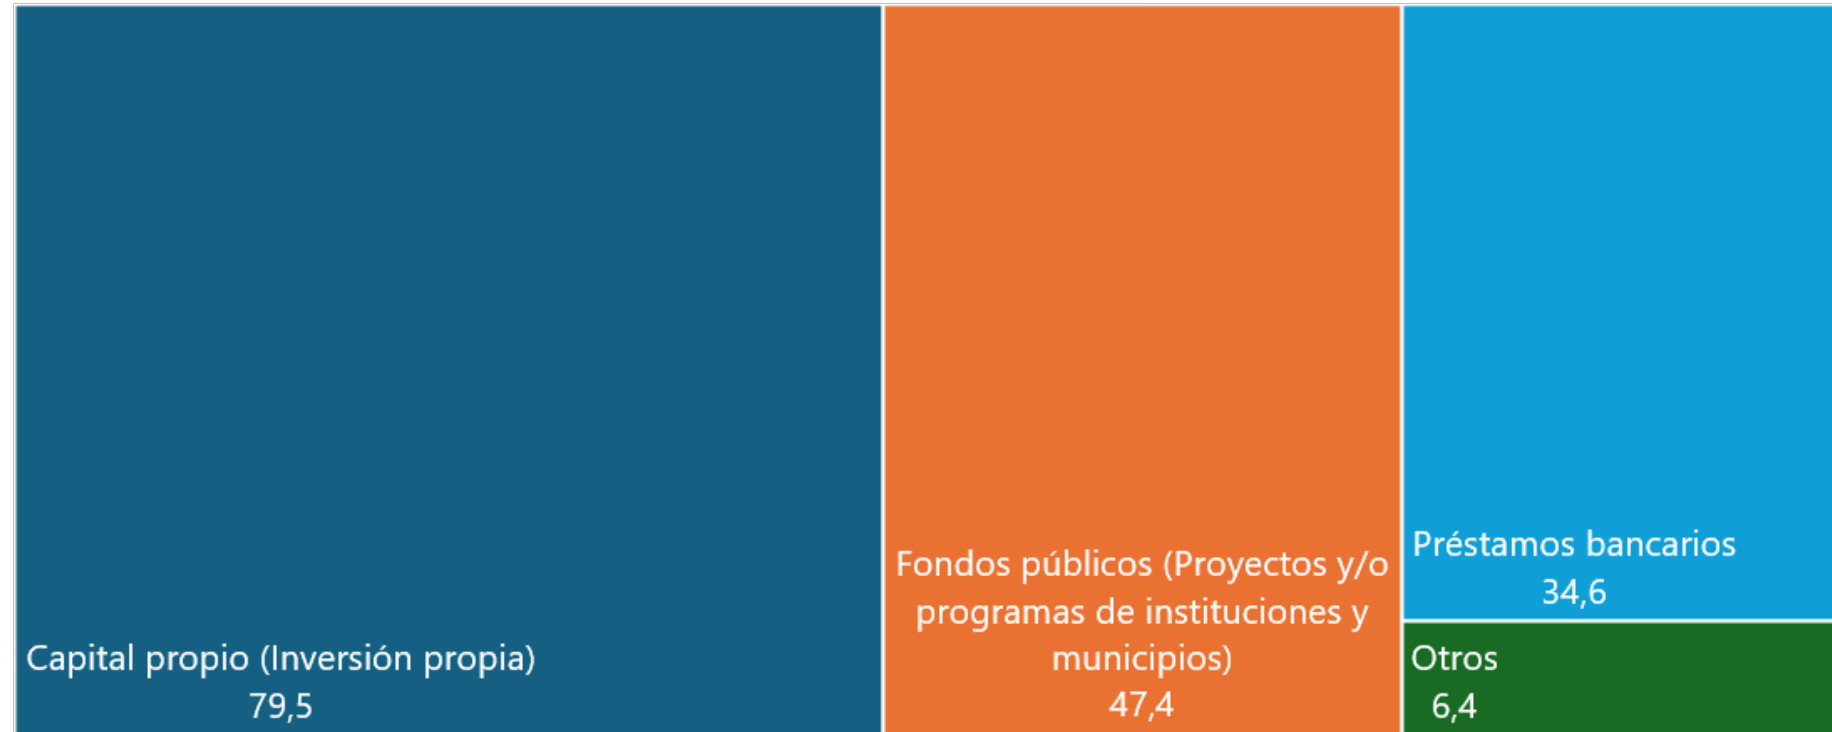 Capital propio (Inversión propia)
79,5
Fondos públicos (Proyectos y/o
programas de instituciones y
municipios)
47,4
Préstamos bancarios
34,6
Otros
6,4